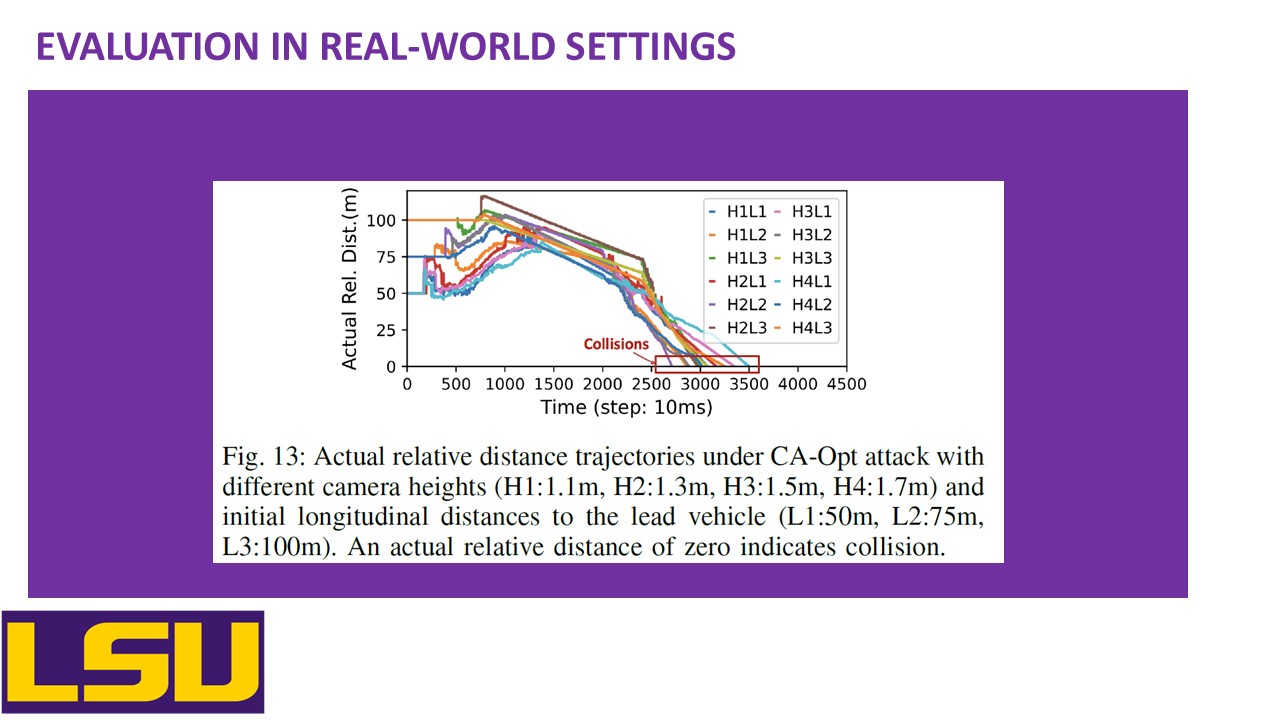 EVALUATION IN REAL-WORLD SETTINGS
Actual Rel. Dist.(m)
100
75
50
25
0
H1L1
H1L2
H1L3
H2L1
H2L2
H2L3
H3L1
H3L2
H3L3
H4L1
H4L2
H4L3
Collisions
0 500 1000 1500 2000 2500 3000 3500 4000 4500
Time (step: 10ms)
Fig. 13: Actual relative distance trajectories under CA-Opt attack with
different camera heights (H1:1.1m, H2:1.3m, H3:1.5m, H4:1.7m) and
initial longitudinal distances to the lead vehicle (L1:50m, L2:75m,
L3:100m). An actual relative distance of zero indicates collision.
LSU